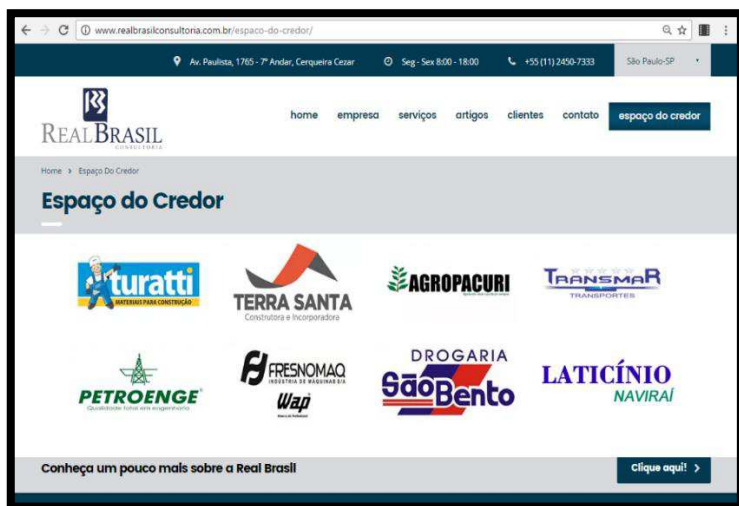 www.realbrasilconsultoria.com.br/espaco-do-credor/
Av. Paulista, 1765 - 7º Andar, Cerqueira Cezar
Seg - Sex 8:00 - 18:00
+55 (11) 2450-7333
São Paulo-SP
REAL BRASIL
CONSULTORIA
home empresa serviços artigos clientes contato espaço do credor
Home > Espaço Do Credor
Espaço do Credor
turatti
MATERIAIS PARA CONSTRUÇÃO
TERRA SANTA
Construtora e Incorporadora
AGROPACURI
TRANSMAR
TRANSPORTES
PETROENGE
Qualidade total em engenharia
FRESNOMAQ
INDÚSTRIA DE MÁQUINAS S/A
Wap
DROGARIA
São Bento
LATICÍNIO
NAVIRAÍ
Conheça um pouco mais sobre a Real Brasil
Clique aqui! >